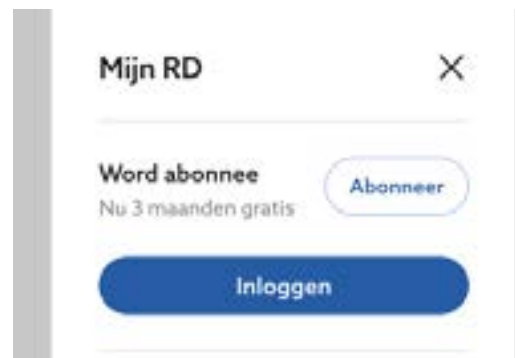 Mijn RD
Word abonnee
Nu 3 maanden gratis
Abonneer
Inloggen